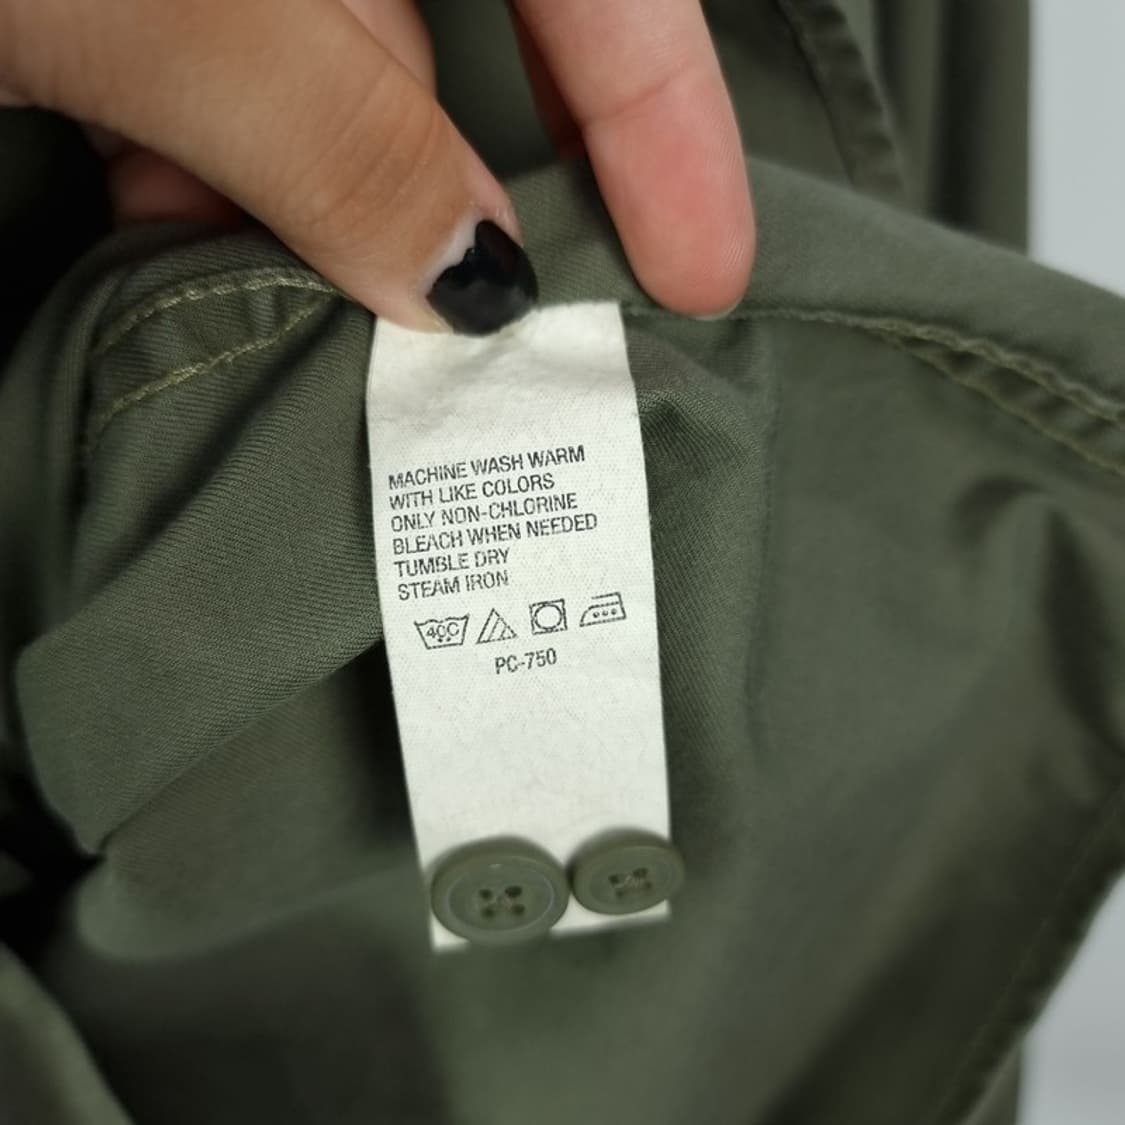 MACHINE WASH WARM
WITH LIKE COLORS
ONLY NON-CHLORINE
BLEACH WHEN NEEDED
TUMBLE DRY
STEAM IRON
40C
PC-750